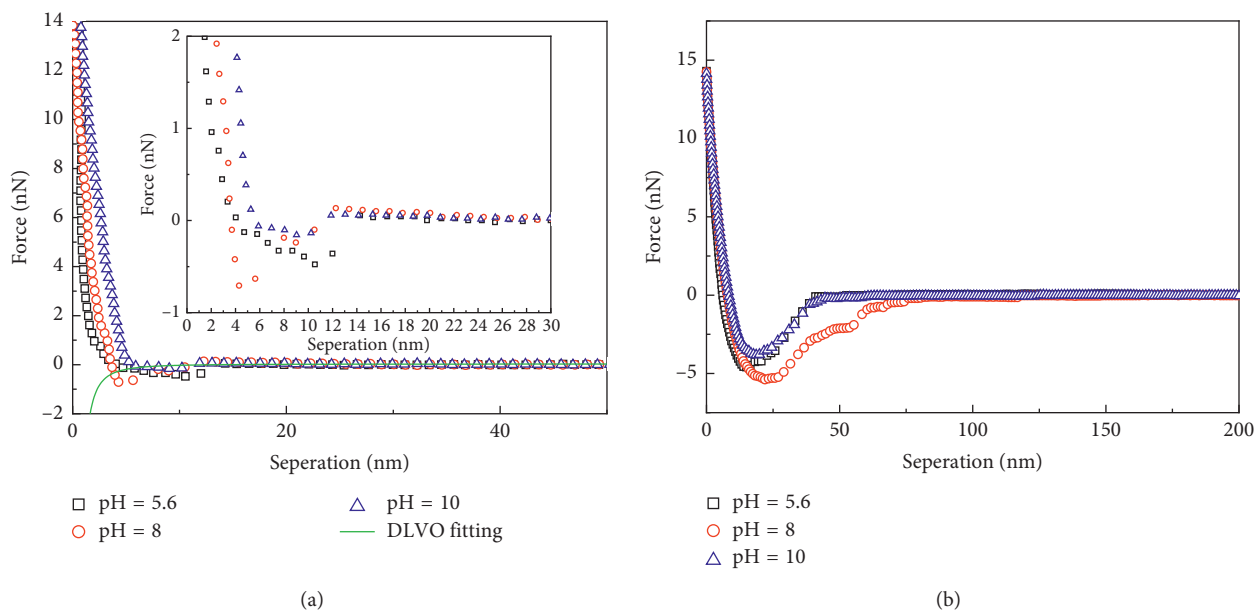 14
12
10
8
6
4
2
0
−2
Force (nN)
0
20
40
Seperation (nm)
2
1
0
−1
Force (nN)
0 2 4 6 8 10 12 14 16 18 20 22 24 26 28 30
Seperation (nm)
pH = 5.6
pH = 8
pH = 10
DLVO fitting
(a)
15
10
5
0
−5
Force (nN)
0 50 100 150 200
Seperation (nm)
pH = 5.6
pH = 8
pH = 10
(b)